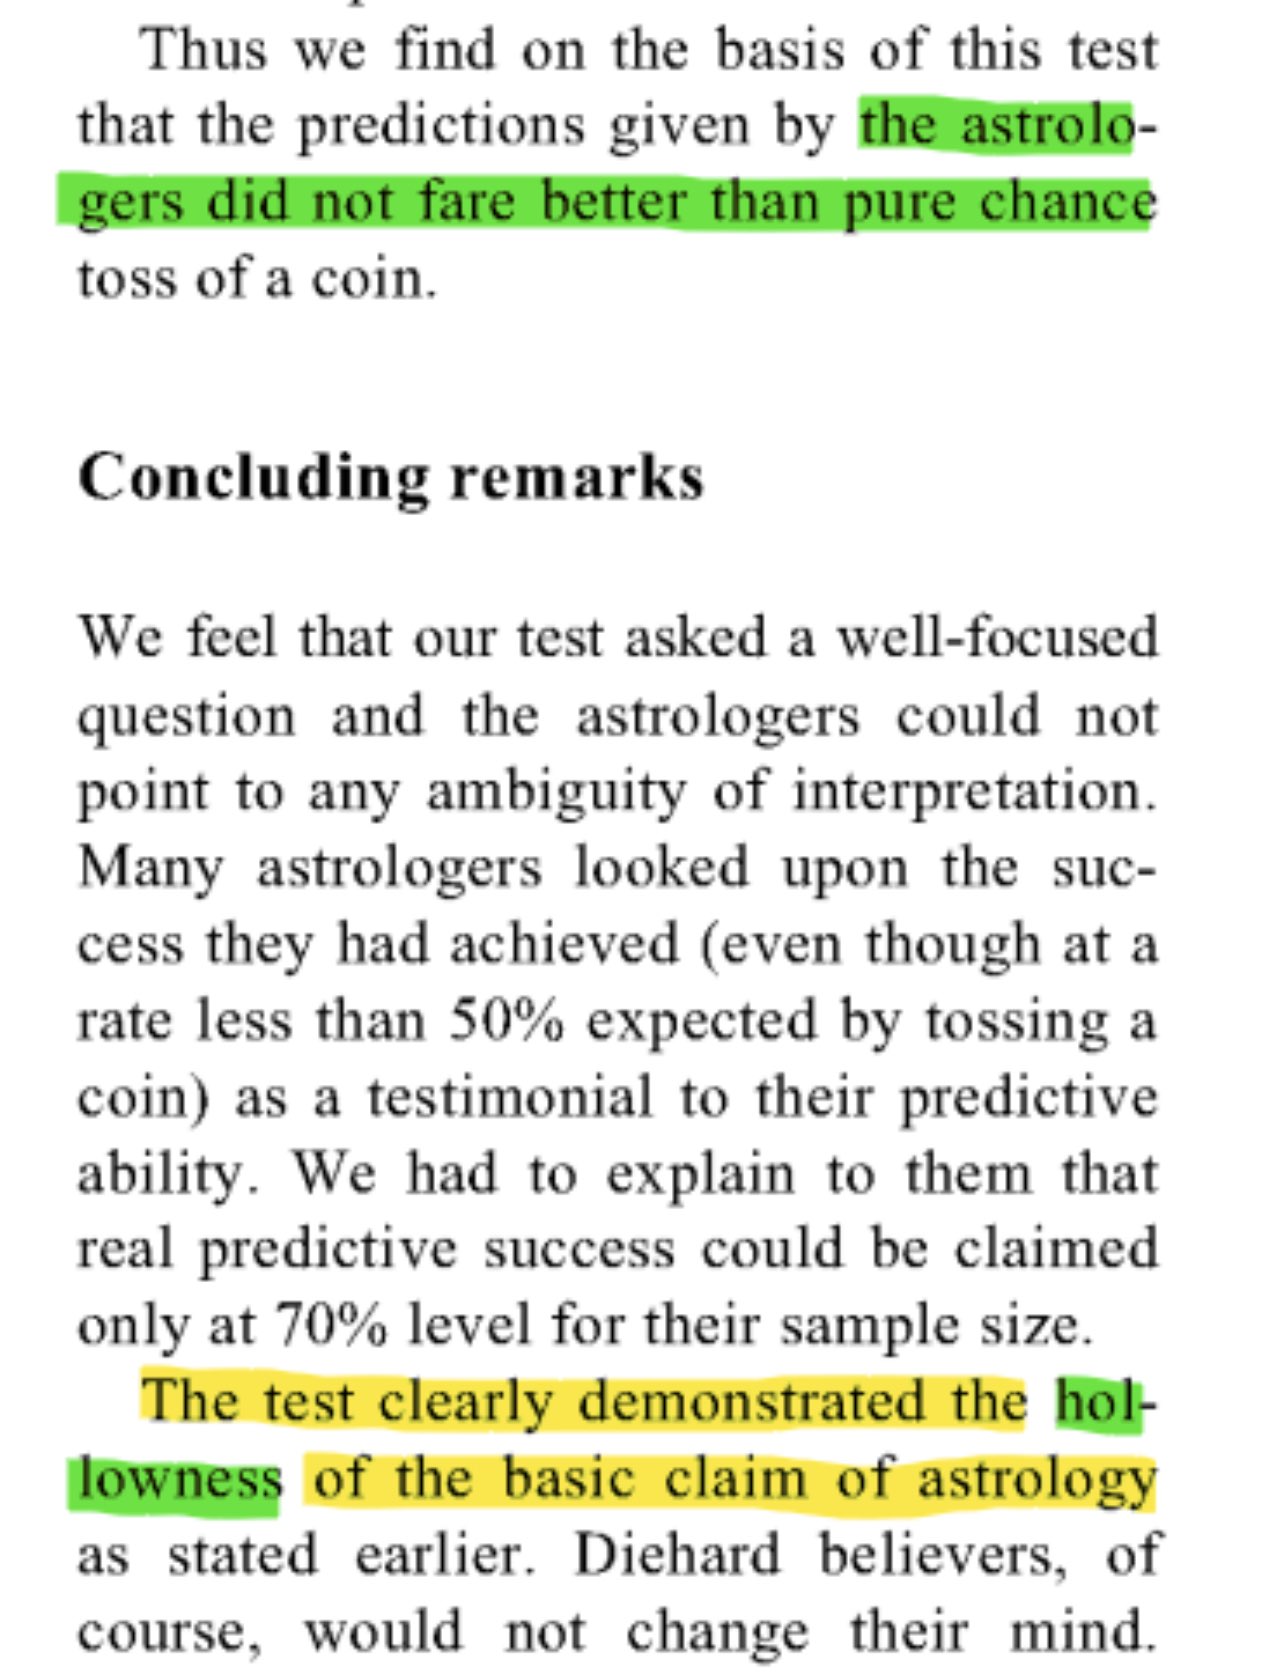 Thus we find on the basis of this test
that the predictions given by the astrolo-
gers did not fare better than pure chance
toss of a coin.
Concluding remarks
We feel that our test asked a well-focused
question and the astrologers could not
point to any ambiguity of interpretation.
Many astrologers looked upon the suc-
cess they had achieved (even though at a
rate less than 50% expected by tossing a
coin) as a testimonial to their predictive
ability. We had to explain to them that
real predictive success could be claimed
only at 70% level for their sample size.
The test clearly demonstrated the hol-
lowness of the basic claim of astrology
as stated earlier. Diehard believers, of
course, would not change their mind.